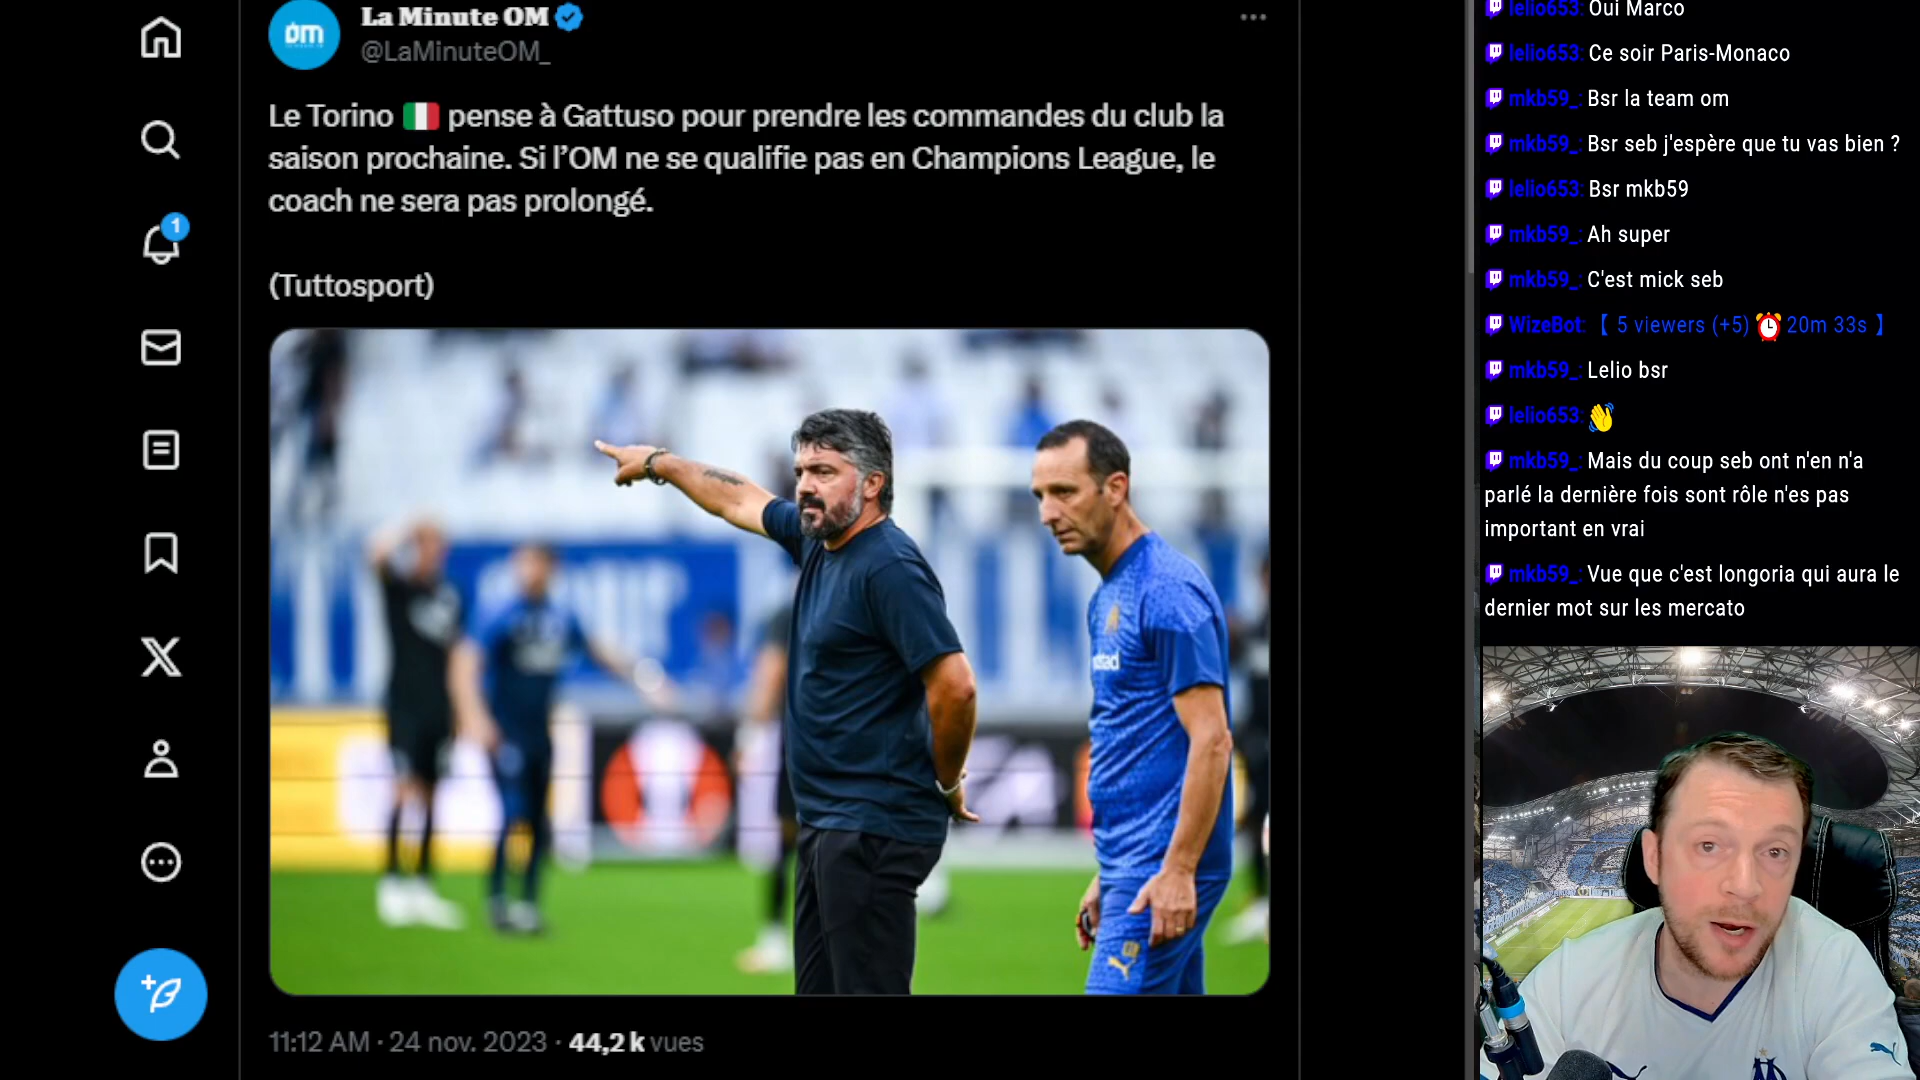 La Minute OM
@LaMinuteOM_
Le Torino 🇮🇹 pense à Gattuso pour prendre les commandes du club la
saison prochaine. Si l’OM ne se qualifie pas en Champions League, le
coach ne sera pas prolongé.
(Tuttosport)
11:12 AM · 24 nov. 2023 · 44,2 k vues
1
om
lelio653: Oui Marco
lelio653: Ce soir Paris-Monaco
mkb59_: Bsr la team om
mkb59_: Bsr seb j'espère que tu vas bien ?
lelio653: Bsr mkb59
mkb59_: Ah super
mkb59_: C'est mick seb
WizeBot: 【 5 viewers (+5) ⏰ 20m 33s 】
mkb59_: Lelio bsr
lelio653: 👋
mkb59_: Mais du coup seb ont n'en n'a
parlé la dernière fois sont rôle n'es pas
important en vrai
mkb59_: Vue que c'est longoria qui aura le
dernier mot sur les mercato